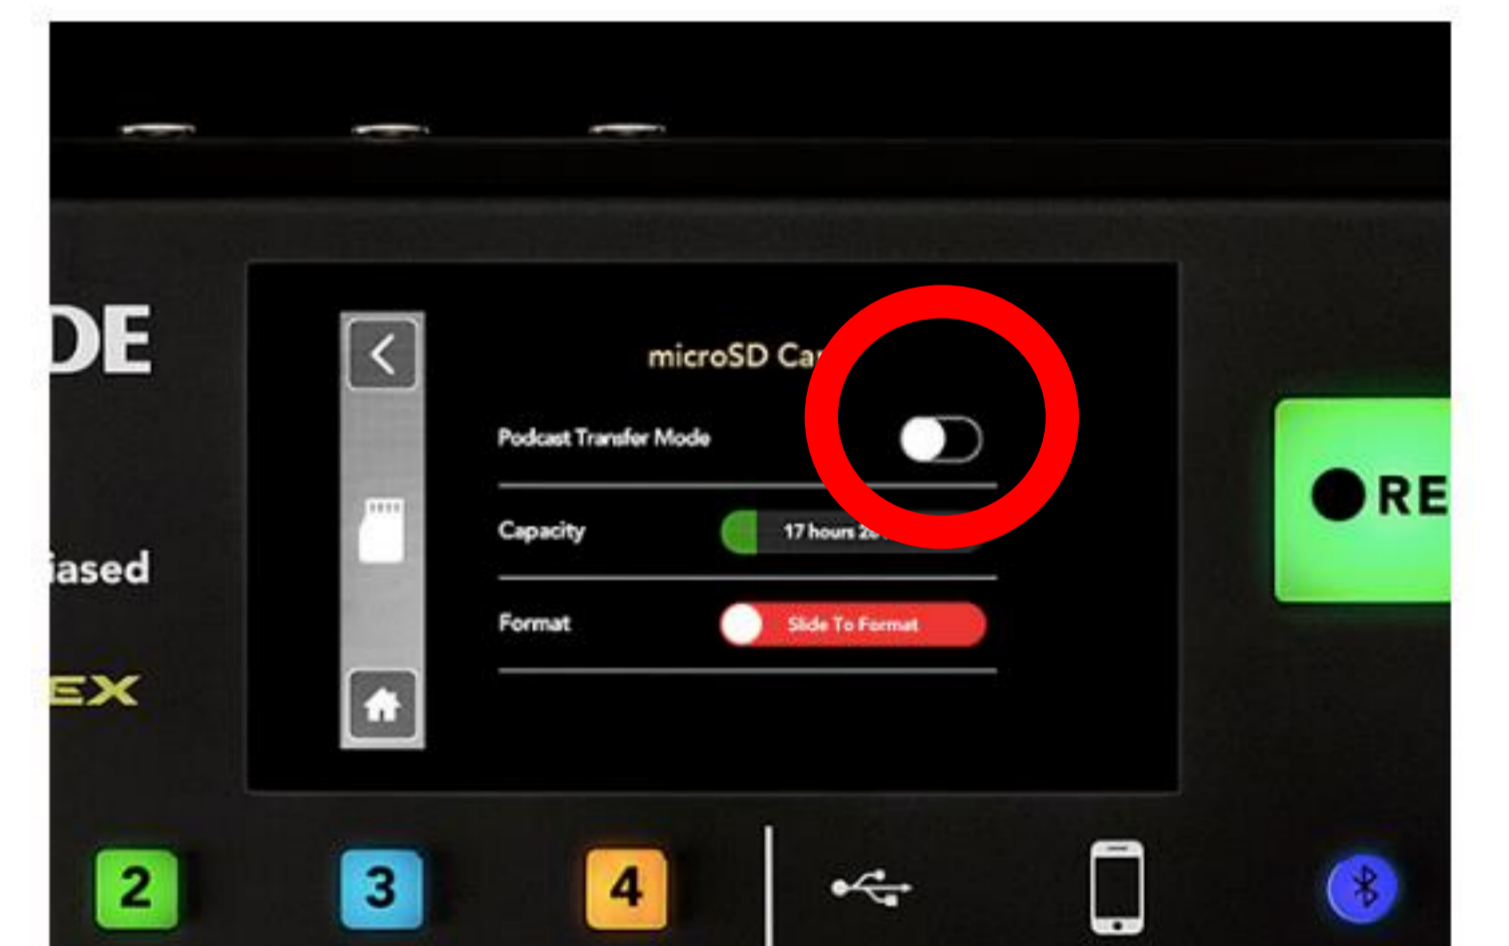 microSD Ca
DE
Podcast Transfer Mode
RE
Capacity
17 hours 2
iased
Format
Slide To Format
EX
2
3
4